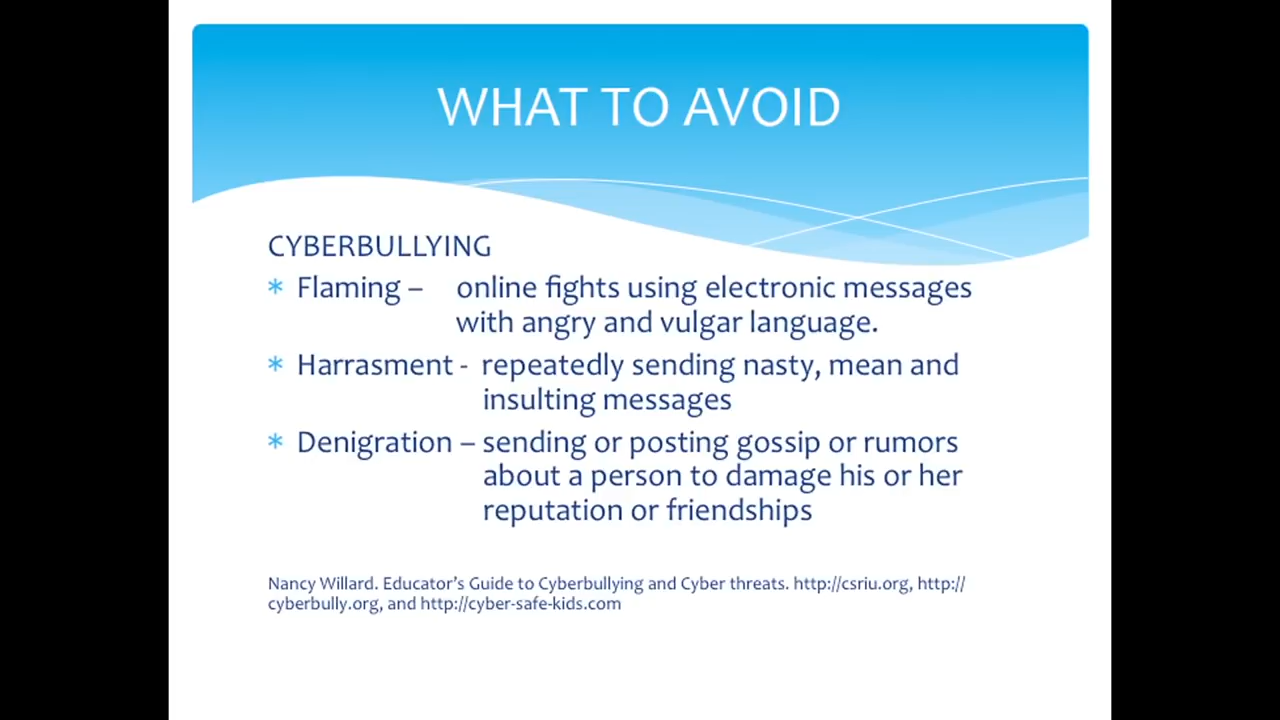 WHAT TO AVOID
CYBERBULLYING
* Flaming – online fights using electronic messages
with angry and vulgar language.
* Harrasment - repeatedly sending nasty, mean and
insulting messages
* Denigration – sending or posting gossip or rumors
about a person to damage his or her
reputation or friendships
Nancy Willard. Educator’s Guide to Cyberbullying and Cyber threats. http://csriu.org, http://
cyberbully.org, and http://cyber-safe-kids.com